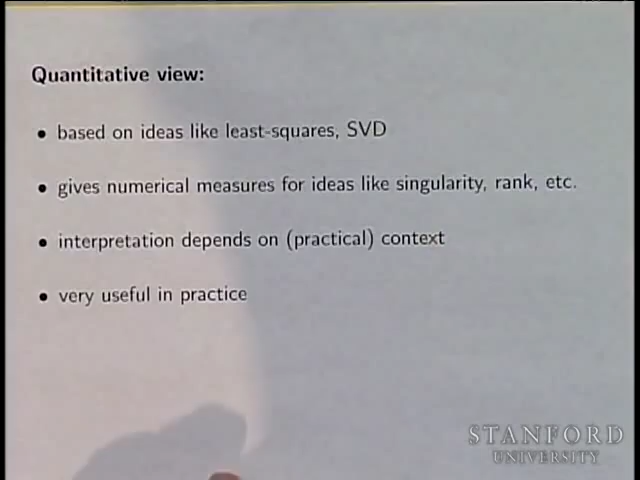 Quantitative view:
• based on ideas like least-squares, SVD
• gives numerical measures for ideas like singularity, rank, etc.
• interpretation depends on (practical) context
• very useful in practice
STANFORD
UNIVERSITY